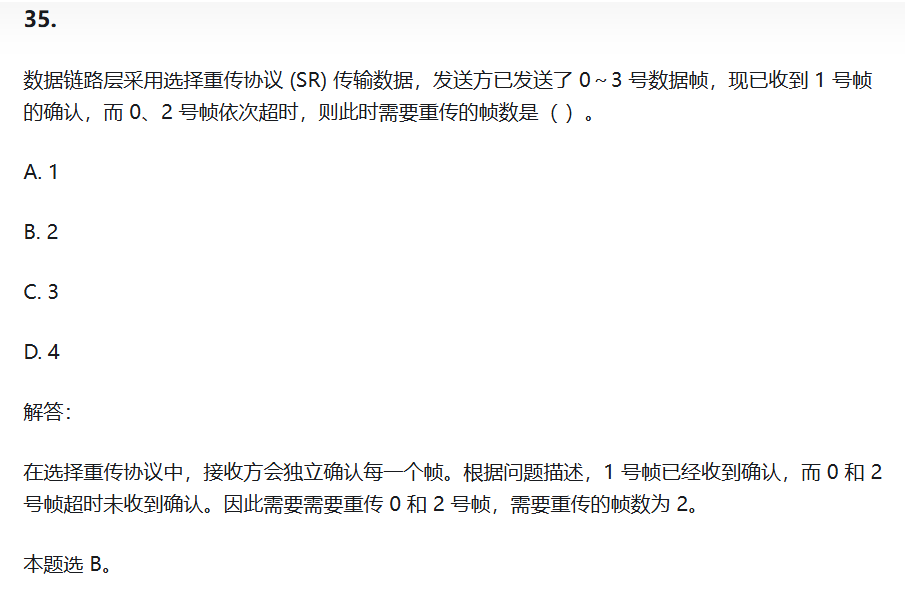 35.
数据链路层采用选择重传协议 (SR) 传输数据，发送方已发送了 0 ~ 3 号数据帧，现已收到 1 号帧
的确认，而 0、2 号帧依次超时，则此时需要重传的帧数是（ ）。
A. 1
B. 2
C. 3
D. 4
解答：
在选择重传协议中，接收方会独立确认每一个帧。根据问题描述，1 号帧已经收到确认，而 0 和 2
号帧超时未收到确认。因此需要需要重传 0 和 2 号帧，需要重传的帧数为 2。
本题选 B。